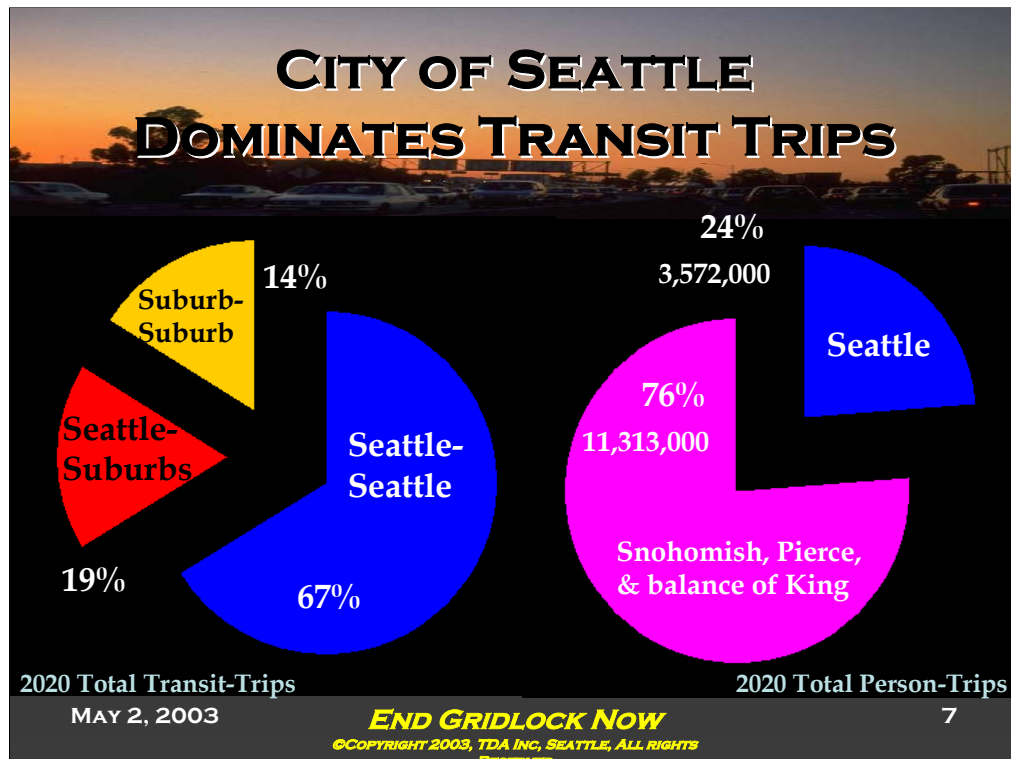 City of Seattle
Dominates Transit Trips
14%
Suburb-
Suburb
Seattle-
Suburbs
19%
Seattle-
Seattle
67%
2020 Total Transit-Trips
24%
3,572,000
Seattle
76%
11,313,000
Snohomish, Pierce,
& balance of King
2020 Total Person-Trips
May 2, 2003
End Gridlock Now
©Copyright 2003, TDA Inc, Seattle, All rights
Reserved
7